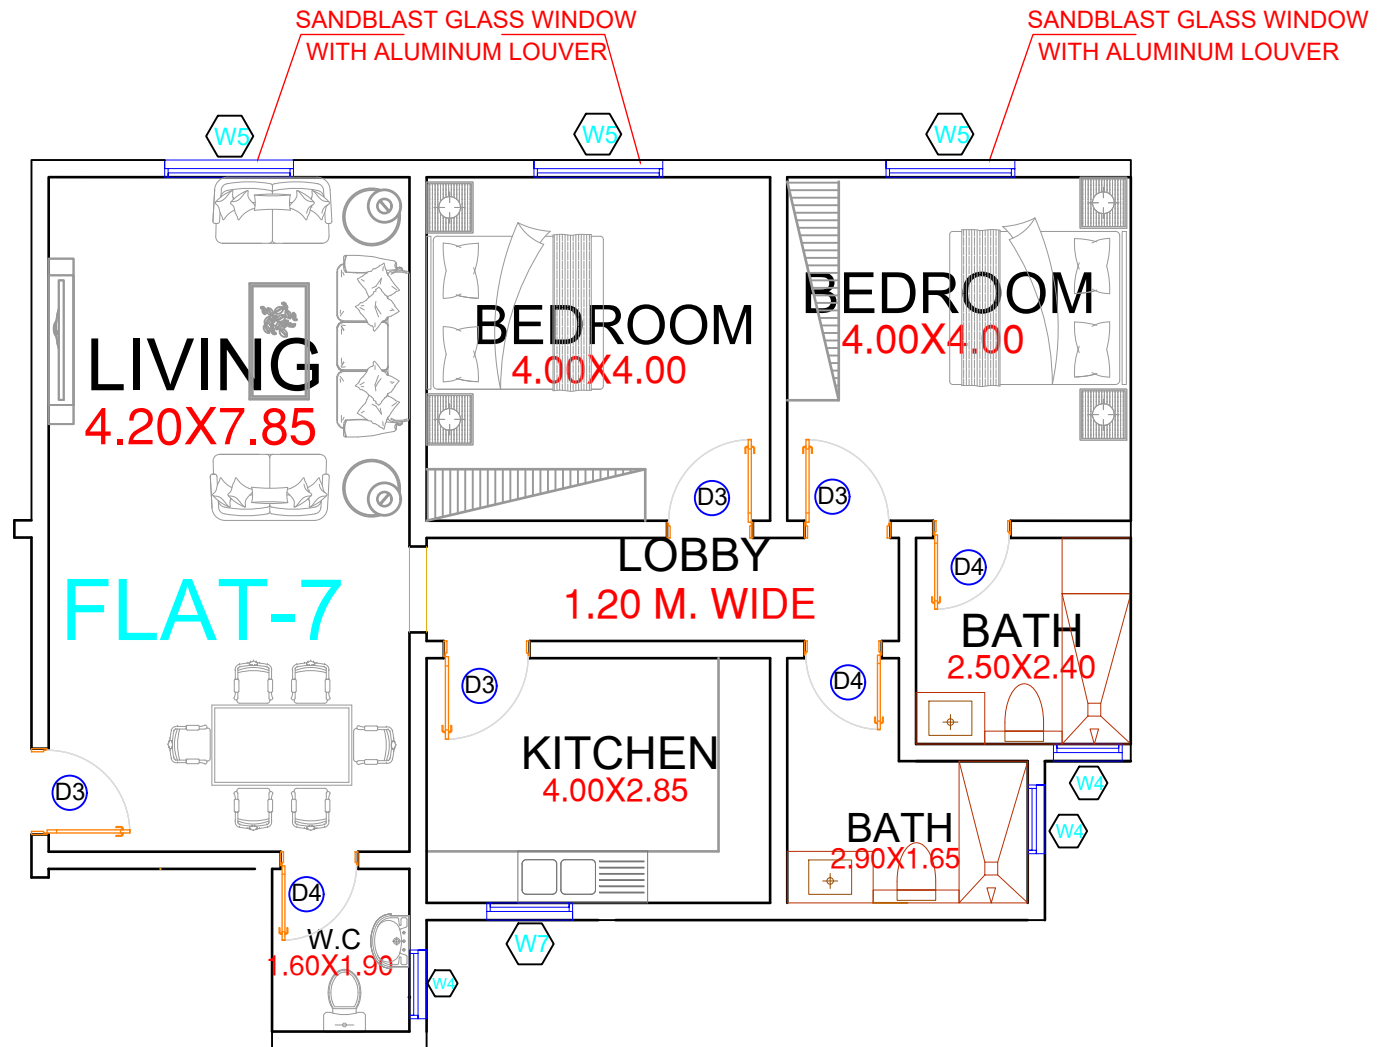 SANDBLAST GLASS WINDOW
WITH ALUMINUM LOUVER
SANDBLAST GLASS WINDOW
WITH ALUMINUM LOUVER
W5
W5
W5
BEDROOM
4.00X4.00
BEDROOM
4.00X4.00
LIVING
4.20X7.85
D3
D3
LOBBY
1.20 M. WIDE
D4
FLAT-7
BATH
2.50X2.40
D3
D4
KITCHEN
4.00X2.85
D3
W4
BATH
2.90X1.65
W4
D4
W.C
1.60X1.90
W7
W4